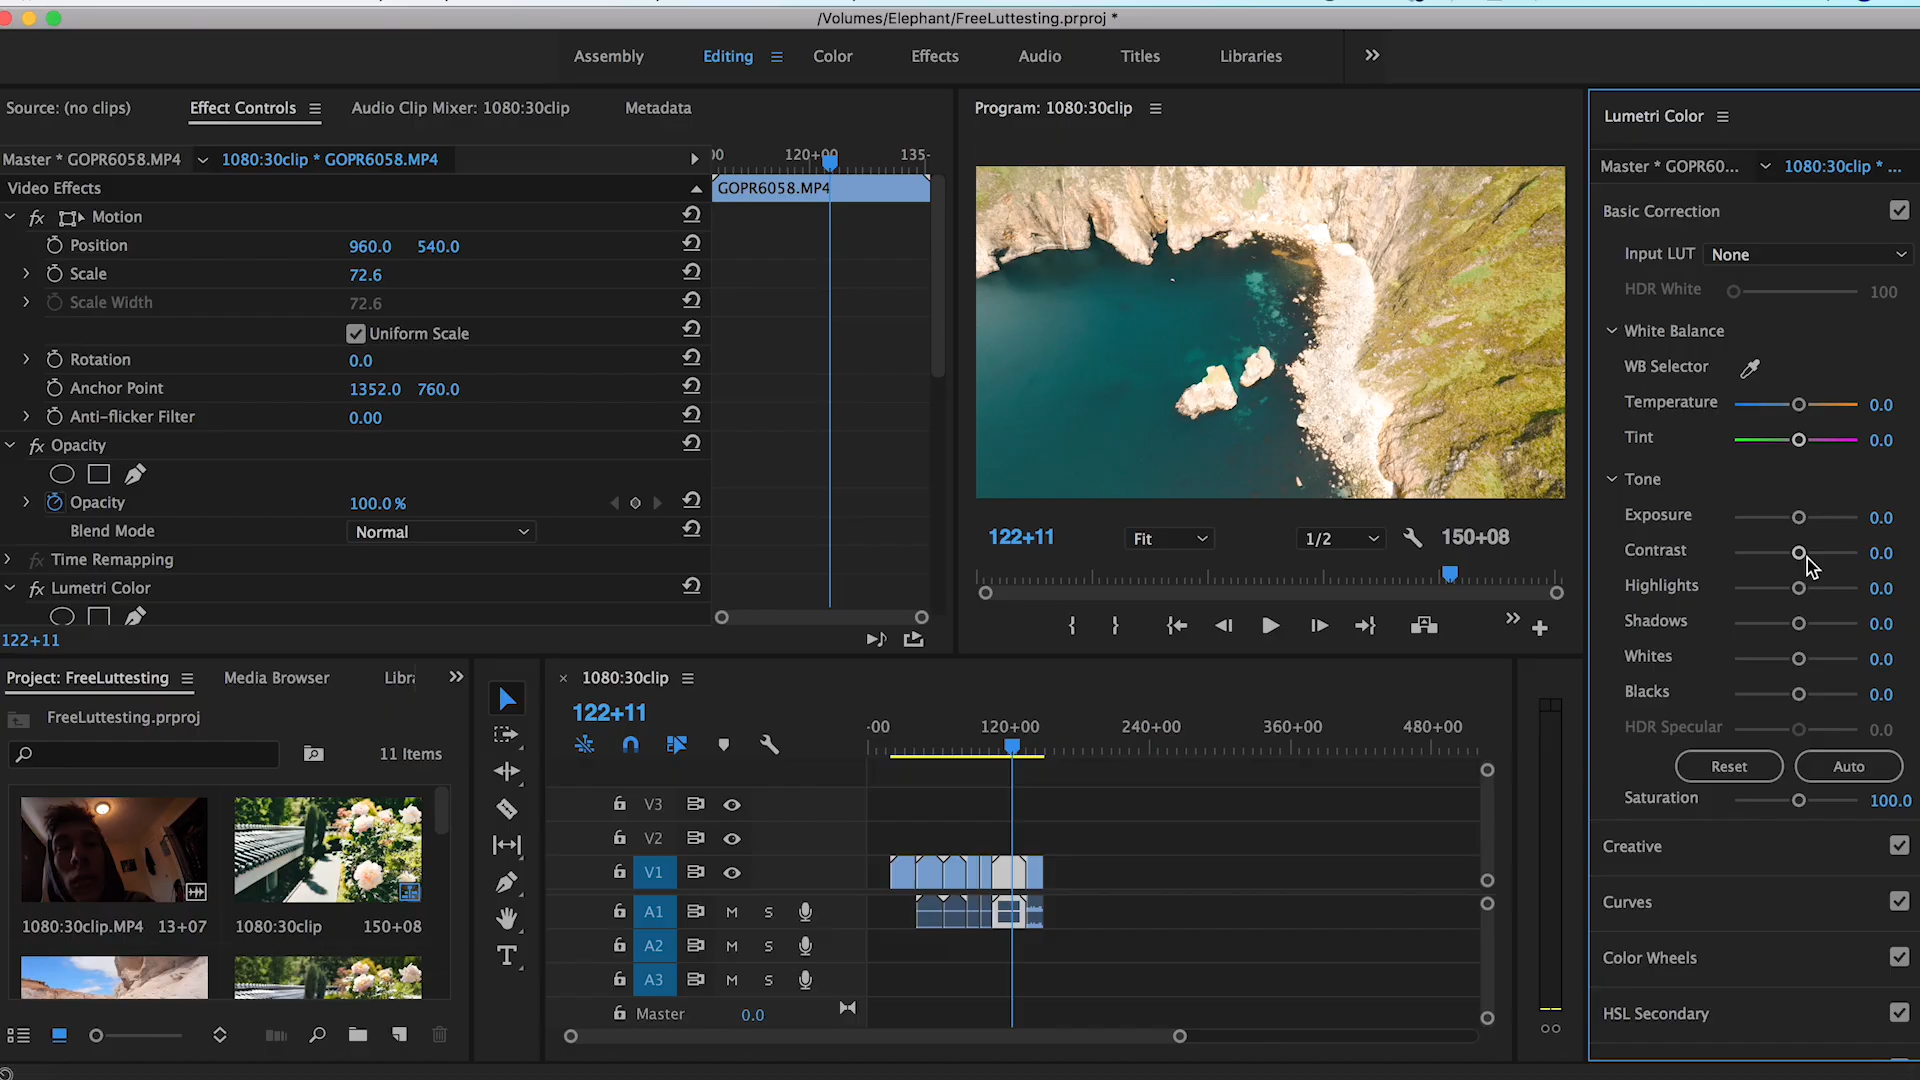 /Volumes/Elephant/FreeLuttesting.prproj *
Assembly Editing Color Effects Audio Titles Libraries
Source: (no clips) Effect Controls Audio Clip Mixer: 1080:30clip Metadata
Master * GOPR6058.MP4 1080:30clip * GOPR6058.MP4
Video Effects
fx Motion
Position 960.0 540.0
Scale 72.6
Scale Width 72.6
Uniform Scale
Rotation 0.0
Anchor Point 1352.0 760.0
Anti-flicker Filter 0.00
fx Opacity
Opacity 100.0 %
Blend Mode Normal
fx Time Remapping
fx Lumetri Color
122+11
120+00 135-
GOPR6058.MP4
Program: 1080:30clip
122+11 Fit 1/2 150+08
Lumetri Color
Master * GOPR60... 1080:30clip * ...
Basic Correction
Input LUT None
HDR White 100
White Balance
WB Selector
Temperature 0.0
Tint 0.0
Tone
Exposure 0.0
Contrast 0.0
Highlights 0.0
Shadows 0.0
Whites 0.0
Blacks 0.0
HDR Specular 0.0
Reset Auto
Saturation 100.0
Creative
Curves
Color Wheels
HSL Secondary
Project: FreeLuttesting Media Browser
FreeLuttesting.prproj
11 Items
1080:30clip.MP4 13+07
1080:30clip 150+08
1080:30clip
122+11
-00 120+00 240+00 360+00 480+00
V3
V2
V1
A1 M S
A2 M S
A3 M S
Master 0.0